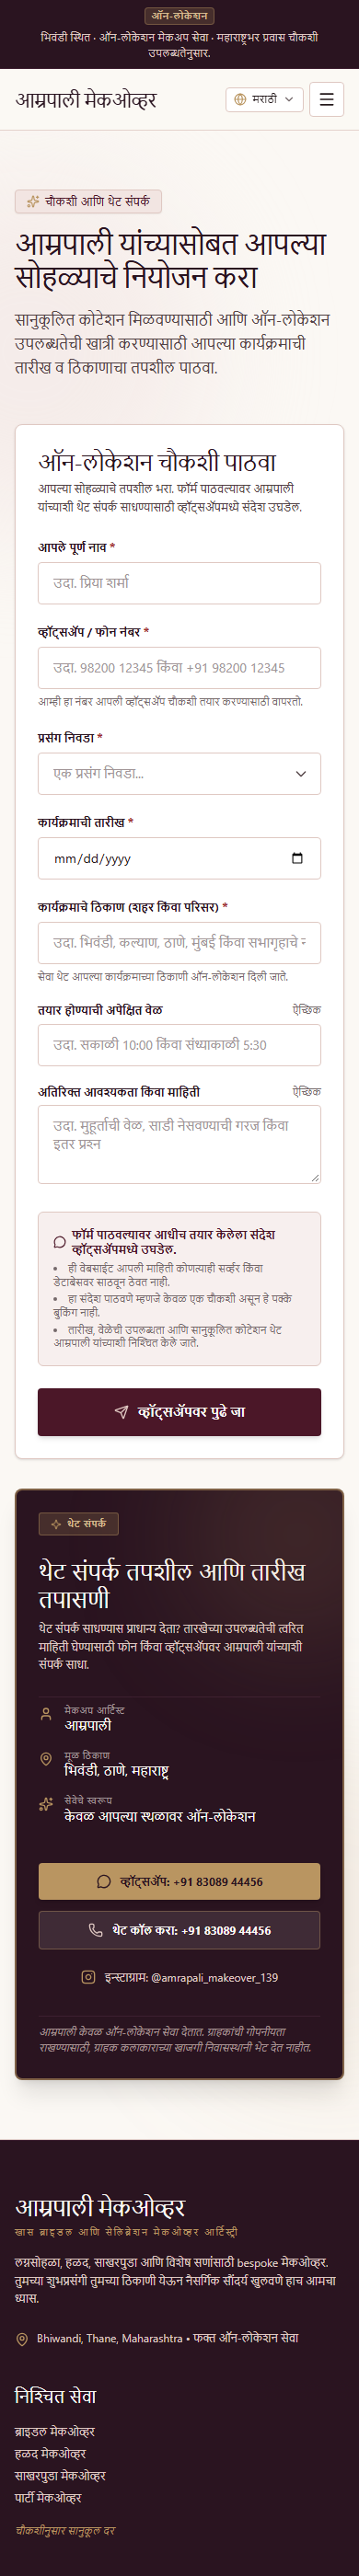 ऑन-लोकेशन
भिवंडी स्थित · ऑन-लोकेशन मेकअप सेवा · महाराष्ट्रभर प्रवास चौकशी
उपलब्धतेनुसार.
आम्रपाली मेकओव्हर
मराठी
चौकशी आणि थेट संपर्क
आम्रपाली यांच्यासोबत आपल्या
सोहळ्याचे नियोजन करा
सानुकूलित कोटेशन मिळवण्यासाठी आणि ऑन-लोकेशन
उपलब्धतेची खात्री करण्यासाठी आपल्या कार्यक्रमाची
तारीख व ठिकाणाचा तपशील पाठवा.
ऑन-लोकेशन चौकशी पाठवा
आपल्या सोहळ्याचे तपशील भरा. फॉर्म पाठवल्यावर आम्रपाली
यांच्याशी थेट संपर्क साधण्यासाठी व्हॉट्सॲपमध्ये संदेश उघडेल.
आपले पूर्ण नाव *
उदा. प्रिया शर्मा
व्हॉट्सॲप / फोन नंबर *
उदा. 98200 12345 किंवा +91 98200 12345
आम्ही हा नंबर आपली व्हॉट्सॲप चौकशी तयार करण्यासाठी वापरतो.
प्रसंग निवडा *
एक प्रसंग निवडा...
कार्यक्रमाची तारीख *
mm/dd/yyyy
कार्यक्रमाचे ठिकाण (शहर किंवा परिसर) *
उदा. भिवंडी, कल्याण, ठाणे, मुंबई किंवा सभागृहाचे
सेवा थेट आपल्या कार्यक्रमाच्या ठिकाणी ऑन-लोकेशन दिली जाते.
तयार होण्याची अपेक्षित वेळ ऐच्छिक
उदा. सकाळी 10:00 किंवा संध्याकाळी 5:30
अतिरिक्त आवश्यकता किंवा माहिती ऐच्छिक
उदा. मुहूर्ताची वेळ, साडी नेसवण्याची गरज किंवा
इतर प्रश्न
फॉर्म पाठवल्यावर आधीच तयार केलेला संदेश
व्हॉट्सॲपमध्ये उघडेल.
• ही वेबसाईट आपली माहिती कोणत्याही सर्व्हर किंवा
डेटाबेसवर साठवून ठेवत नाही.
• हा संदेश पाठवणे म्हणजे केवळ एक चौकशी असून हे पक्के
बुकिंग नाही.
• तारीख, वेळेची उपलब्धता आणि सानुकूलित कोटेशन थेट
आम्रपाली यांच्याशी निश्चित केले जाते.
व्हॉट्सॲपवर पुढे जा
थेट संपर्क
थेट संपर्क तपशील आणि तारीख
तपासणी
थेट संपर्क साधण्यास प्राधान्य देता? तारखेच्या उपलब्धतेची त्वरित
माहिती घेण्यासाठी फोन किंवा व्हॉट्सॲपवर आम्रपाली यांच्याशी
संपर्क साधा.
मेकअप आर्टिस्ट
आम्रपाली
मूळ ठिकाण
भिवंडी, ठाणे, महाराष्ट्र
सेवेचे स्वरूप
केवळ आपल्या स्थळावर ऑन-लोकेशन
व्हॉट्सॲप: +91 83089 44456
थेट कॉल करा: +91 83089 44456
इन्स्टाग्राम: @amrapali_makeover_139
आम्रपाली केवळ ऑन-लोकेशन सेवा देतात. ग्राहकांची गोपनीयता
राखण्यासाठी, ग्राहक कलाकाराच्या खाजगी निवासस्थानी भेट देत नाहीत.
आम्रपाली मेकओव्हर
खास ब्राइडल आणि सेलिब्रेशन मेकओव्हर आर्टिस्ट्री
लग्नसोहळा, हळद, साखरपुडा आणि विशेष सणांसाठी bespoke मेकओव्हर.
तुमच्या शुभप्रसंगी तुमच्या ठिकाणी येऊन नैसर्गिक सौंदर्य खुलवणे हाच आमचा
ध्यास.
Bhiwandi, Thane, Maharashtra • फक्त ऑन-लोकेशन सेवा
निश्चित सेवा
ब्राइडल मेकओव्हर
हळद मेकओव्हर
साखरपुडा मेकओव्हर
पार्टी मेकओव्हर
चौकशीनुसार सानुकूल दर